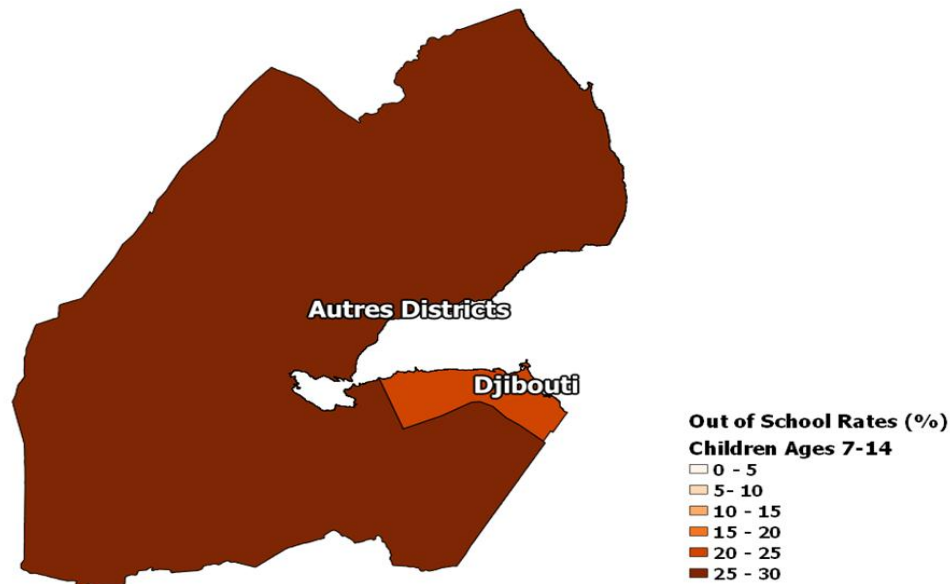 Autres Districts
Djibouti
Out of School Rates (%)
Children Ages 7-14
0 - 5
5- 10
10 - 15
15 - 20
20 - 25
25 - 30